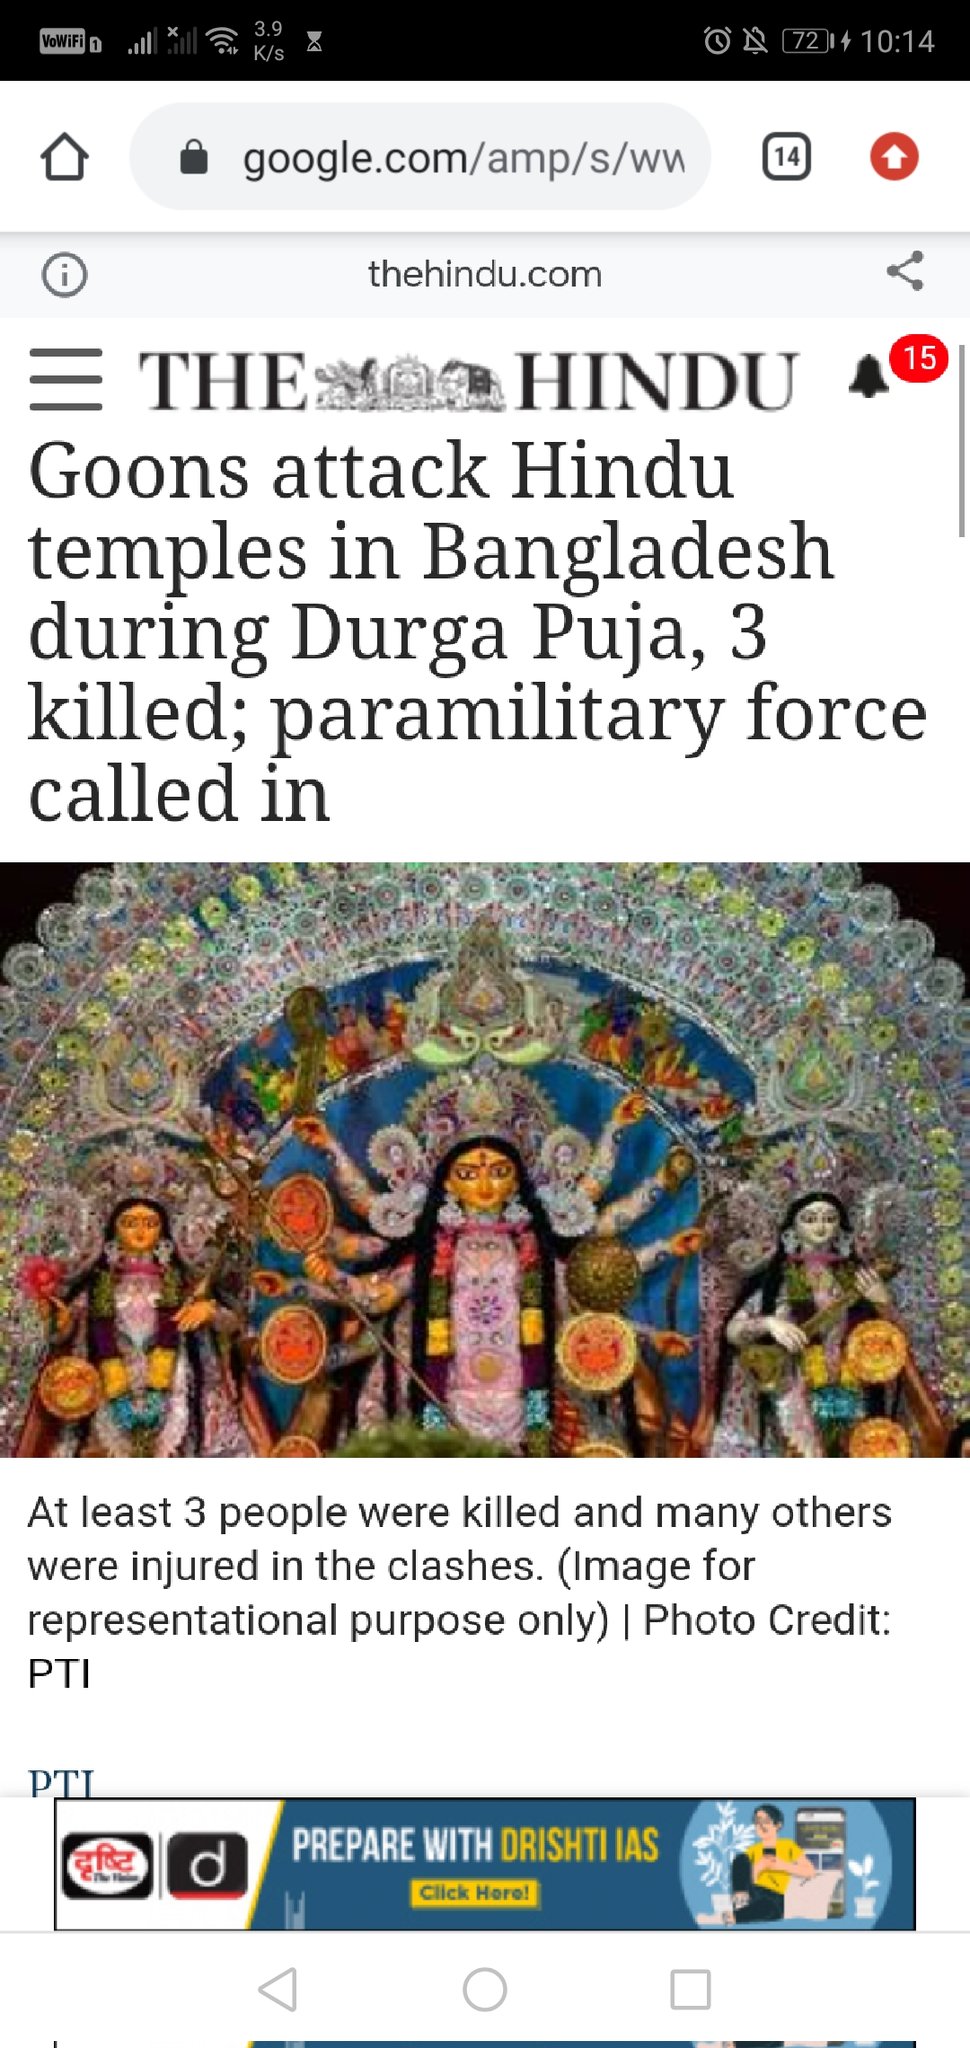 VoWiFi 1 3.9 K/s 72 10:14
google.com/amp/s/ww 14
thehindu.com
THE HINDU 15
Goons attack Hindu
temples in Bangladesh
during Durga Puja, 3
killed; paramilitary force
called in
At least 3 people were killed and many others
were injured in the clashes. (Image for
representational purpose only) | Photo Credit:
PTI
PTI
दृष्टि
The Vision
d
PREPARE WITH DRISHTI IAS
Click Here!